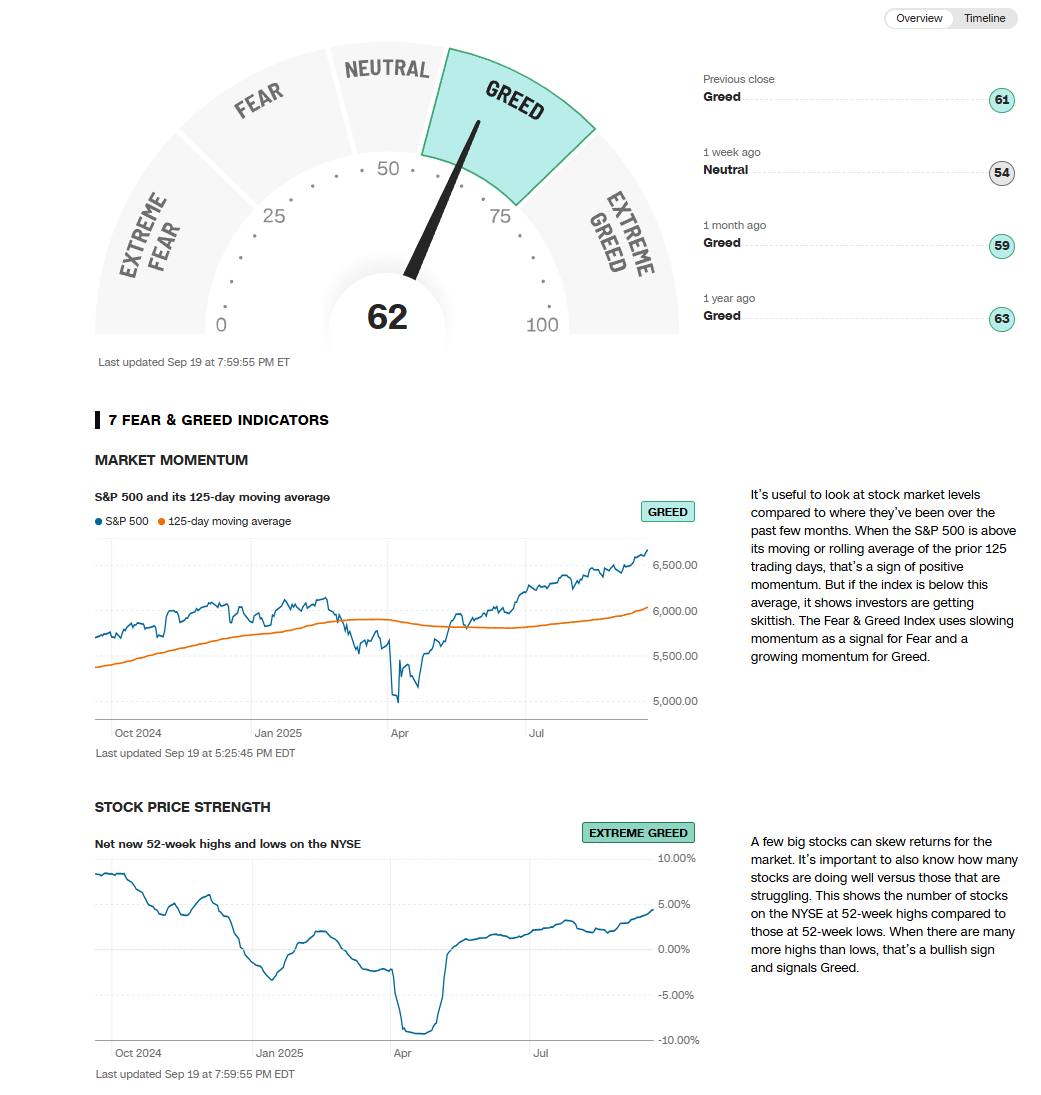 Overview Timeline
EXTREME FEAR
FEAR
NEUTRAL
GREED
EXTREME GREED
0
25
50
75
100
62
Last updated Sep 19 at 7:59:55 PM ET
Previous close
Greed 61
1 week ago
Neutral 54
1 month ago
Greed 59
1 year ago
Greed 63
7 FEAR & GREED INDICATORS
MARKET MOMENTUM
S&P 500 and its 125-day moving average
S&P 500 125-day moving average
GREED
6,500.00
6,000.00
5,500.00
5,000.00
Oct 2024 Jan 2025 Apr Jul
Last updated Sep 19 at 5:25:45 PM EDT
It's useful to look at stock market levels
compared to where they've been over the
past few months. When the S&P 500 is above
its moving or rolling average of the prior 125
trading days, that's a sign of positive
momentum. But if the index is below this
average, it shows investors are getting
skittish. The Fear & Greed Index uses slowing
momentum as a signal for Fear and a
growing momentum for Greed.
STOCK PRICE STRENGTH
Net new 52-week highs and lows on the NYSE
EXTREME GREED
10.00%
5.00%
0.00%
-5.00%
-10.00%
Oct 2024 Jan 2025 Apr Jul
Last updated Sep 19 at 7:59:55 PM EDT
A few big stocks can skew returns for the
market. It's important to also know how many
stocks are doing well versus those that are
struggling. This shows the number of stocks
on the NYSE at 52-week highs compared to
those at 52-week lows. When there are many
more highs than lows, that's a bullish sign
and signals Greed.